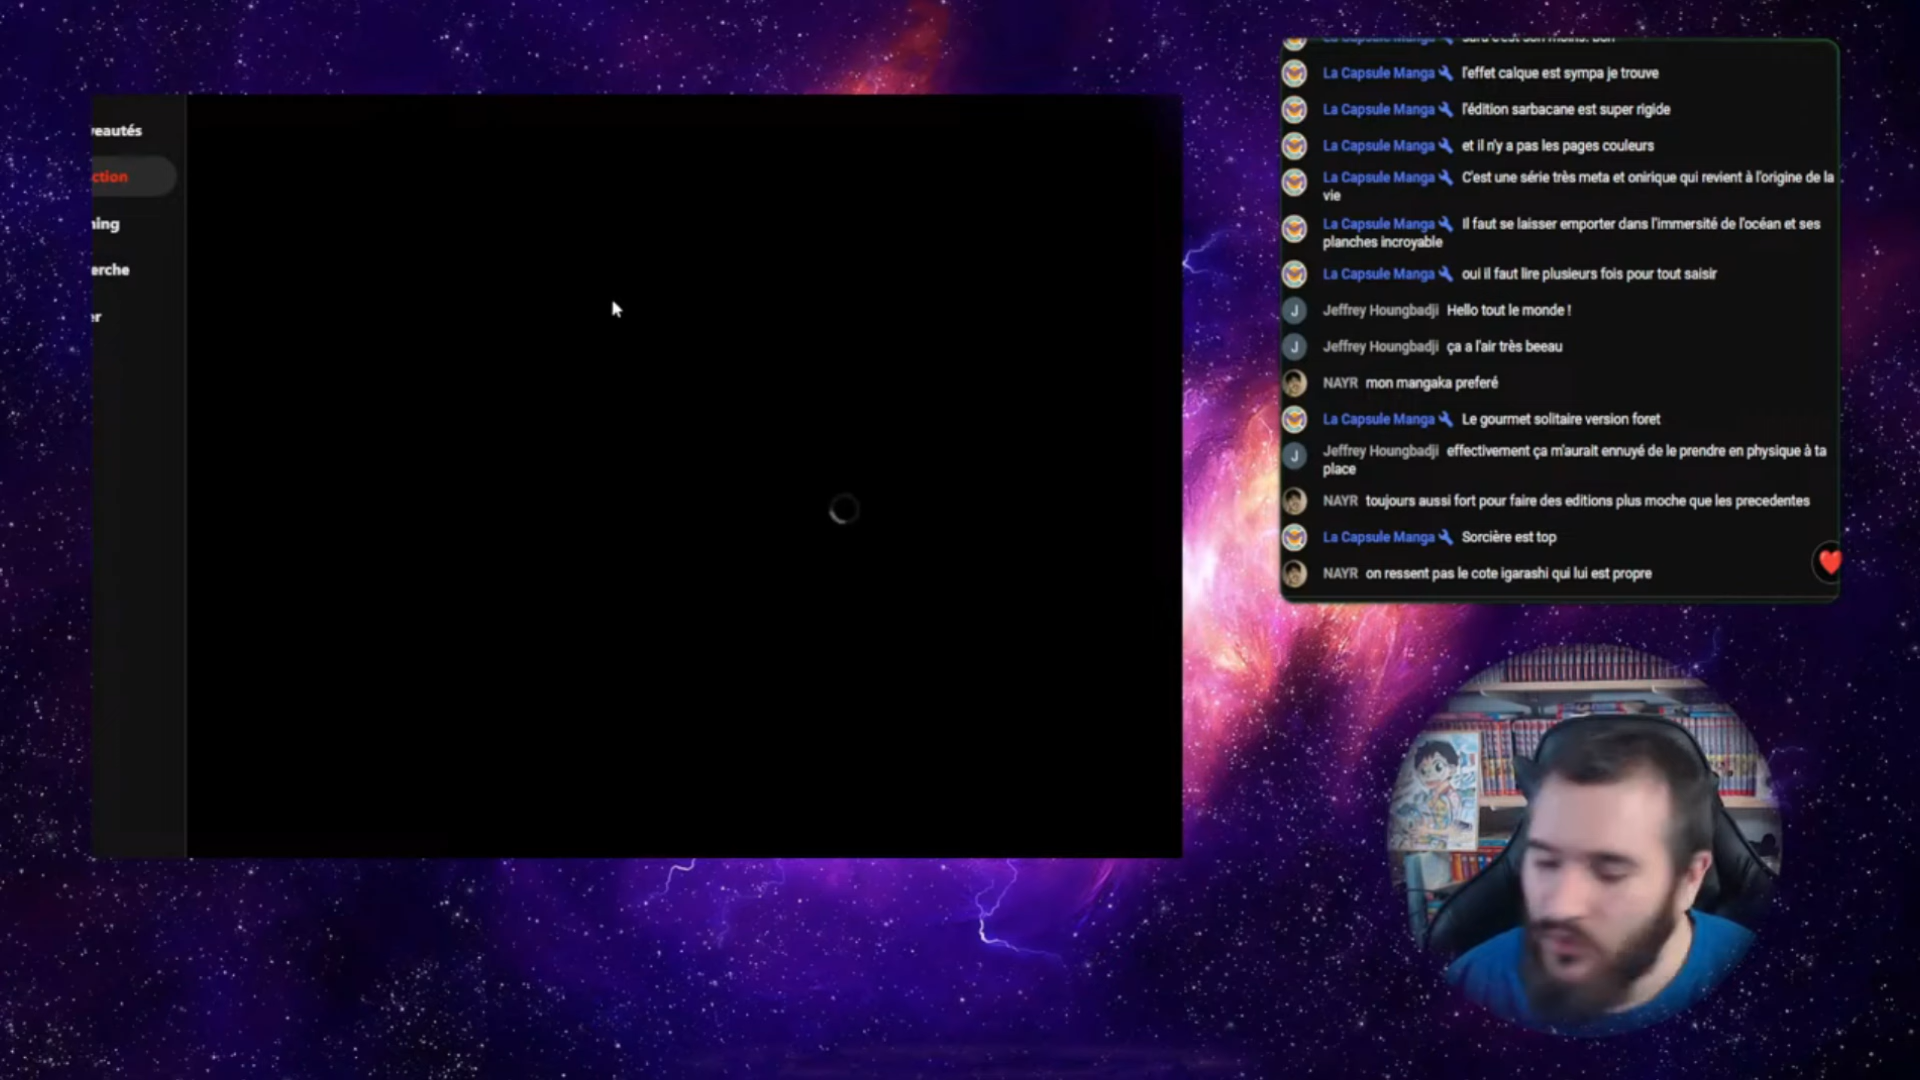 veautés
ction
ning
erche
er
La Capsule Manga l'effet calque est sympa je trouve
La Capsule Manga l'édition sarbacane est super rigide
La Capsule Manga et il n'y a pas les pages couleurs
La Capsule Manga C'est une série très meta et onirique qui revient à l'origine de la
vie
La Capsule Manga Il faut se laisser emporter dans l'immersité de l'océan et ses
planches incroyable
La Capsule Manga oui il faut lire plusieurs fois pour tout saisir
J Jeffrey Houngbadji Hello tout le monde !
J Jeffrey Houngbadji ça a l'air très beeau
NAYR mon mangaka preferé
La Capsule Manga Le gourmet solitaire version foret
J Jeffrey Houngbadji effectivement ça m'aurait ennuyé de le prendre en physique à ta
place
NAYR toujours aussi fort pour faire des editions plus moche que les precedentes
La Capsule Manga Sorcière est top
NAYR on ressent pas le cote igarashi qui lui est propre